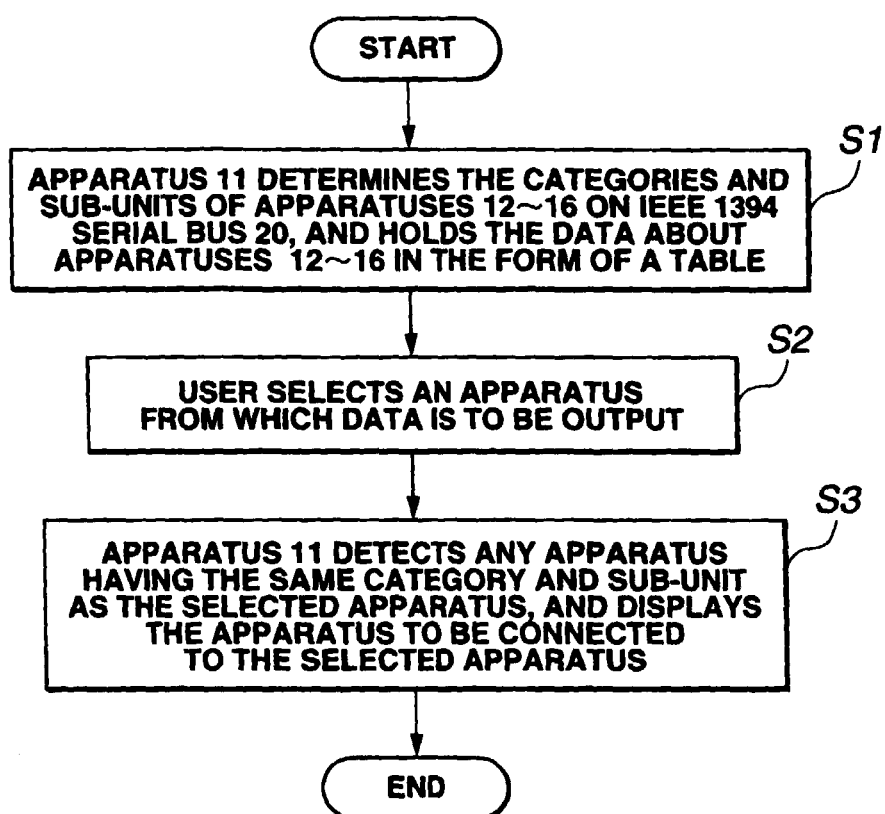 START
S1
APPARATUS 11 DETERMINES THE CATEGORIES AND
SUB-UNITS OF APPARATUSES 12~16 ON IEEE 1394
SERIAL BUS 20, AND HOLDS THE DATA ABOUT
APPARATUSES 12~16 IN THE FORM OF A TABLE
S2
USER SELECTS AN APPARATUS
FROM WHICH DATA IS TO BE OUTPUT
S3
APPARATUS 11 DETECTS ANY APPARATUS
HAVING THE SAME CATEGORY AND SUB-UNIT
AS THE SELECTED APPARATUS, AND DISPLAYS
THE APPARATUS TO BE CONNECTED
TO THE SELECTED APPARATUS
END